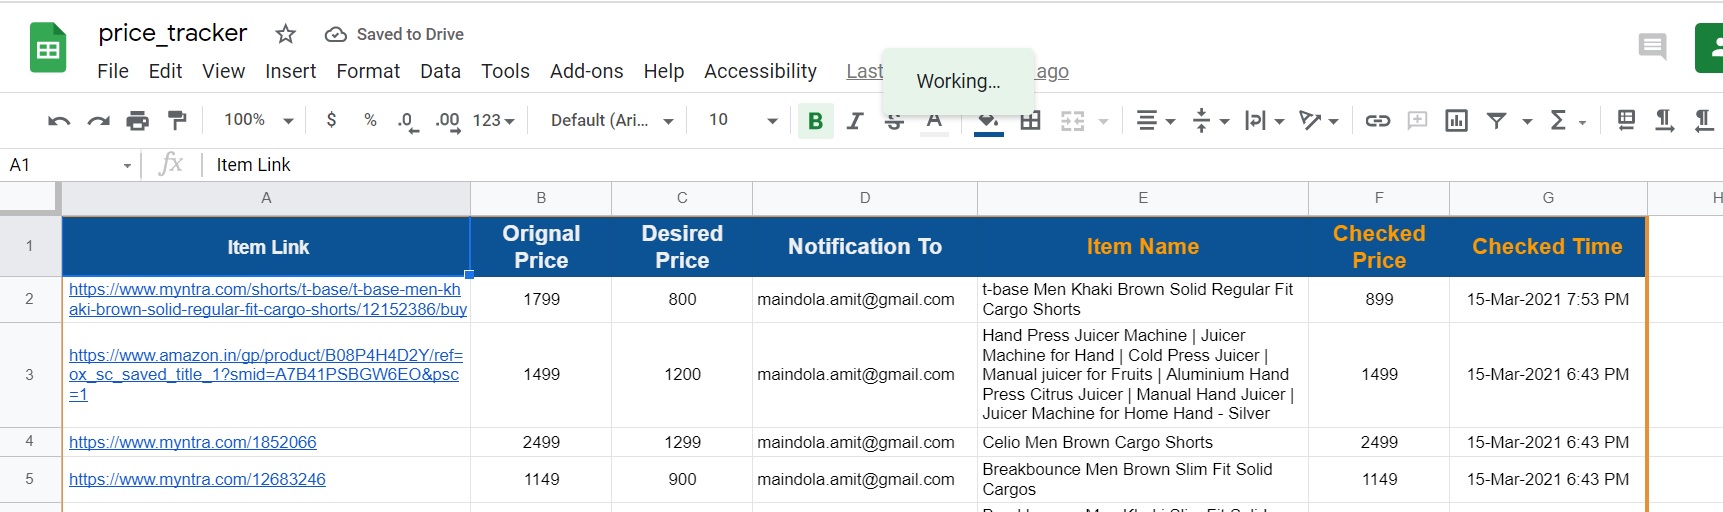 price_tracker Saved to Drive
File Edit View Insert Format Data Tools Add-ons Help Accessibility Last ago
Working...
100% $ % .0 .00 123 Default (Ari... 10 B I S A
A1 fx Item Link
A B C D E F G H
1 Item Link Orignal Price Desired Price Notification To Item Name Checked Price Checked Time
2 https://www.myntra.com/shorts/t-base/t-base-men-kh
aki-brown-solid-regular-fit-cargo-shorts/12152386/buy 1799 800 maindola.amit@gmail.com t-base Men Khaki Brown Solid Regular Fit
Cargo Shorts 899 15-Mar-2021 7:53 PM
3 https://www.amazon.in/gp/product/B08P4H4D2Y/ref=
ox_sc_saved_title_1?smid=A7B41PSBGW6EO&psc
=1 1499 1200 maindola.amit@gmail.com Hand Press Juicer Machine | Juicer
Machine for Hand | Cold Press Juicer |
Manual juicer for Fruits | Aluminium Hand
Press Citrus Juicer | Manual Hand Juicer |
Juicer Machine for Home Hand - Silver 1499 15-Mar-2021 6:43 PM
4 https://www.myntra.com/1852066 2499 1299 maindola.amit@gmail.com Celio Men Brown Cargo Shorts 2499 15-Mar-2021 6:43 PM
5 https://www.myntra.com/12683246 1149 900 maindola.amit@gmail.com Breakbounce Men Brown Slim Fit Solid
Cargos 1149 15-Mar-2021 6:43 PM